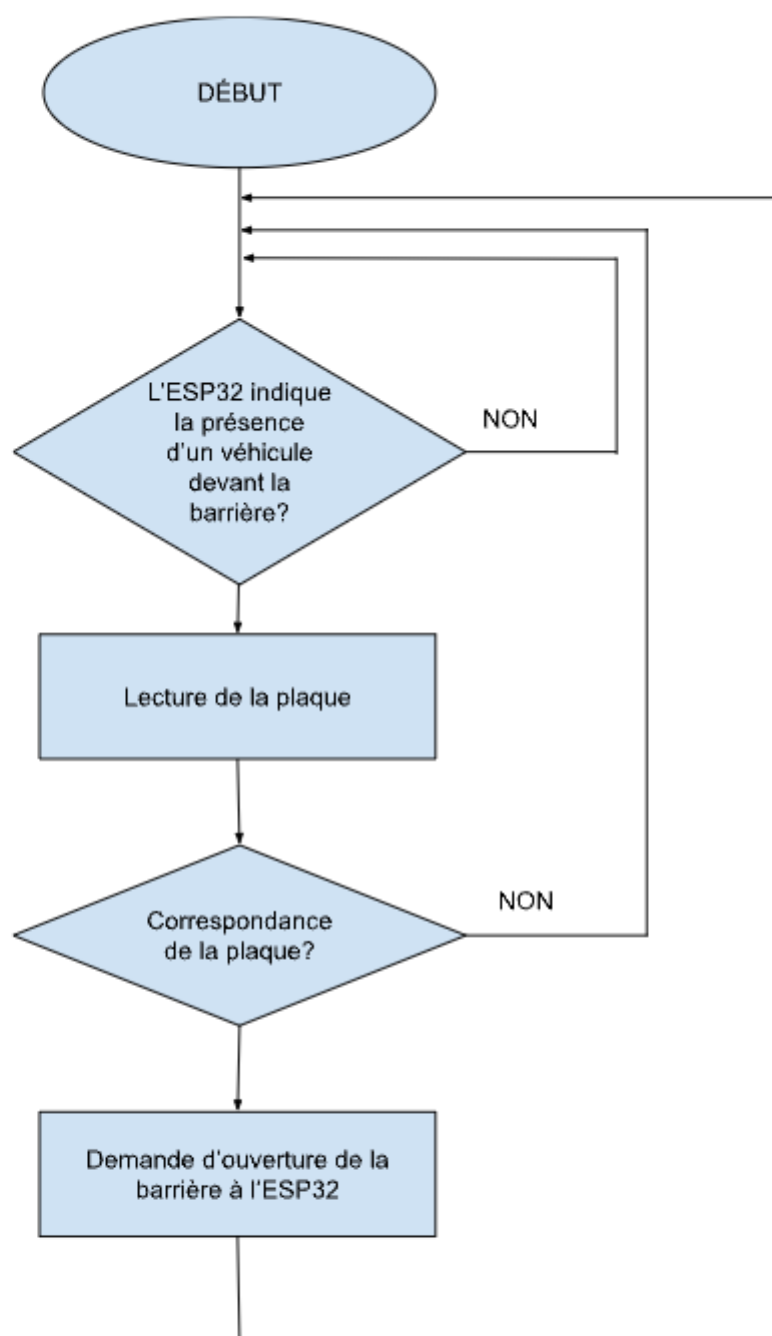 DÉBUT
L'ESP32 indique
la présence
d'un véhicule
devant la
barrière?
NON
Lecture de la plaque
Correspondance
de la plaque?
NON
Demande d'ouverture de la
barrière à l'ESP32